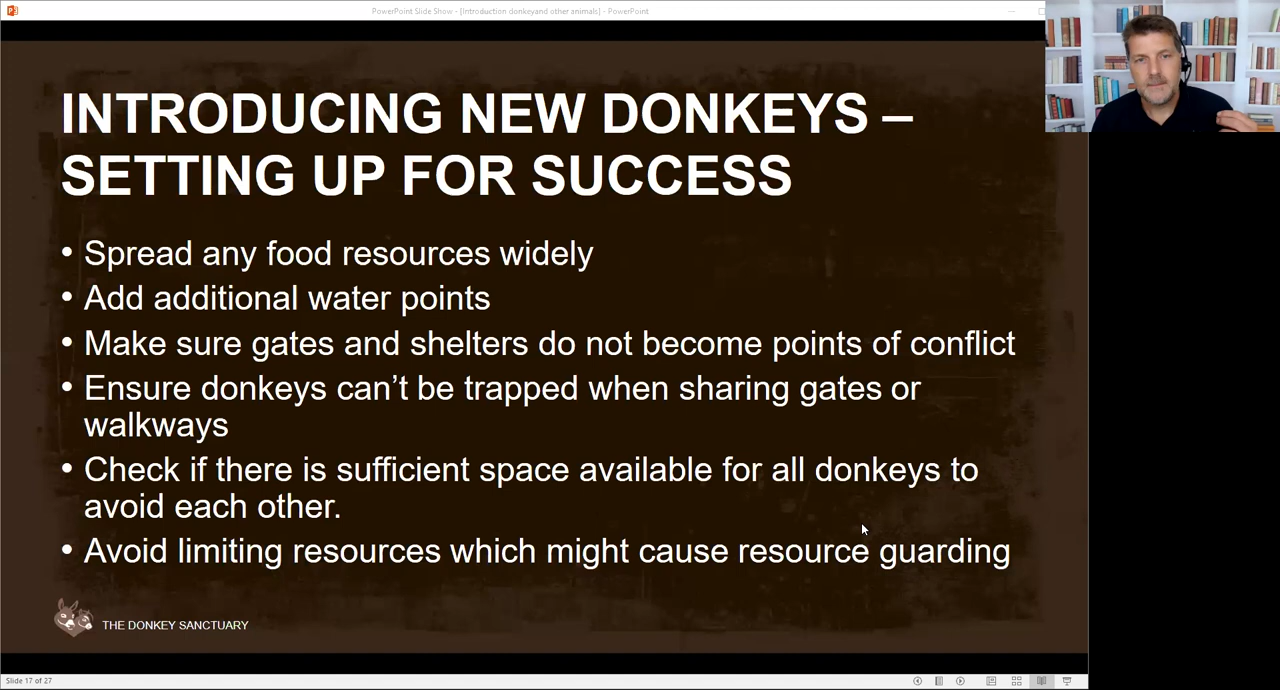 PowerPoint Slide Show - [Introduction donkeyand other animals] - PowerPoint
INTRODUCING NEW DONKEYS –
SETTING UP FOR SUCCESS
• Spread any food resources widely
• Add additional water points
• Make sure gates and shelters do not become points of conflict
• Ensure donkeys can’t be trapped when sharing gates or
walkways
• Check if there is sufficient space available for all donkeys to
avoid each other.
• Avoid limiting resources which might cause resource guarding
THE DONKEY SANCTUARY
Slide 17 of 27